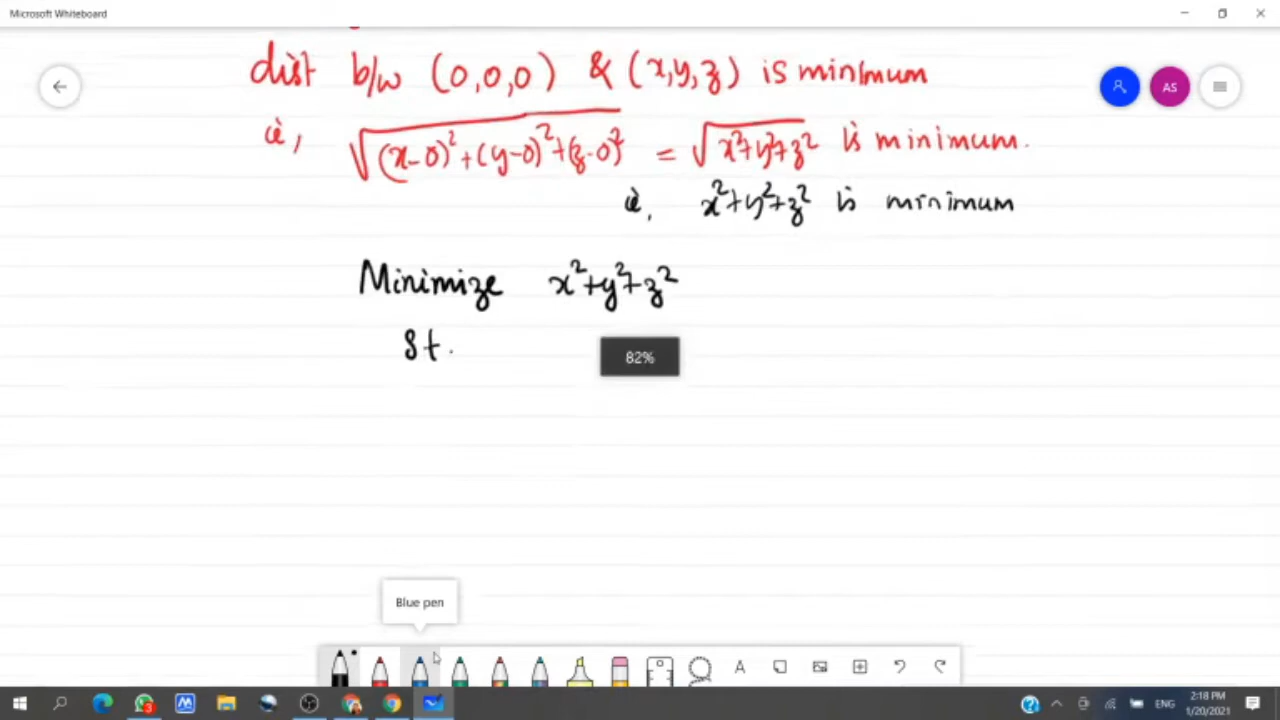 Microsoft Whiteboard
dist b/w (0,0,0) & (x,y,z) is minimum
ie, √(x-0)²+(y-0)²+(z-0)² = √x²+y²+z² is minimum.
ie, x²+y²+z² is minimum
AS
Minimize x²+y²+z²
st.
82%
Blue pen
A
3
ENG
2:18 PM
1/20/2021